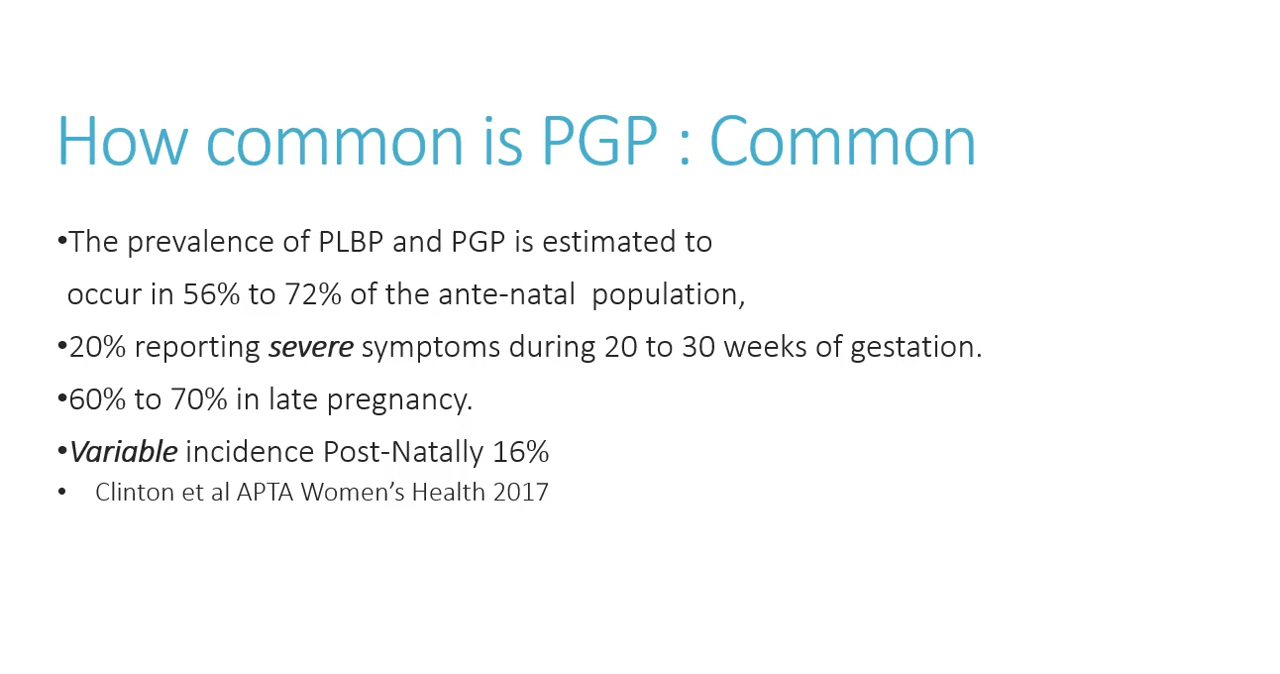 How common is PGP : Common
•The prevalence of PLBP and PGP is estimated to
occur in 56% to 72% of the ante-natal  population,
•20% reporting severe symptoms during 20 to 30 weeks of gestation.
•60% to 70% in late pregnancy.
•Variable incidence Post-Natally 16%
• Clinton et al APTA Women’s Health 2017